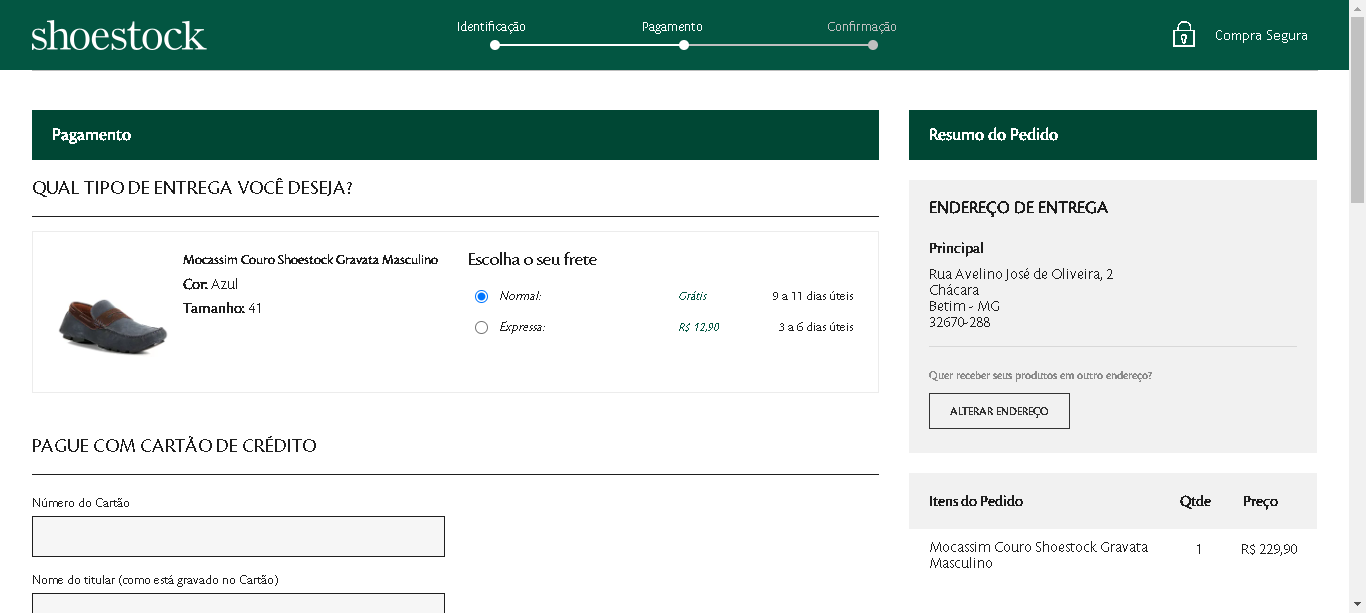 shoestock
Identificação
Pagamento
Confirmação
Compra Segura
Pagamento
QUAL TIPO DE ENTREGA VOCÊ DESEJA?
Mocassim Couro Shoestock Gravata Masculino
Cor: Azul
Tamanho: 41
Escolha o seu frete
Normal: Grátis 9 a 11 dias úteis
Expressa: R$ 12,90 3 a 6 dias úteis
PAGUE COM CARTÃO DE CRÉDITO
Número do Cartão
Nome do titular (como está gravado no Cartão)
Resumo do Pedido
ENDEREÇO DE ENTREGA
Principal
Rua Avelino José de Oliveira, 2
Chácara
Betim - MG
32670-288
Quer receber seus produtos em outro endereço?
ALTERAR ENDEREÇO
Itens do Pedido Qtde Preço
Mocassim Couro Shoestock Gravata 1 R$ 229,90
Masculino